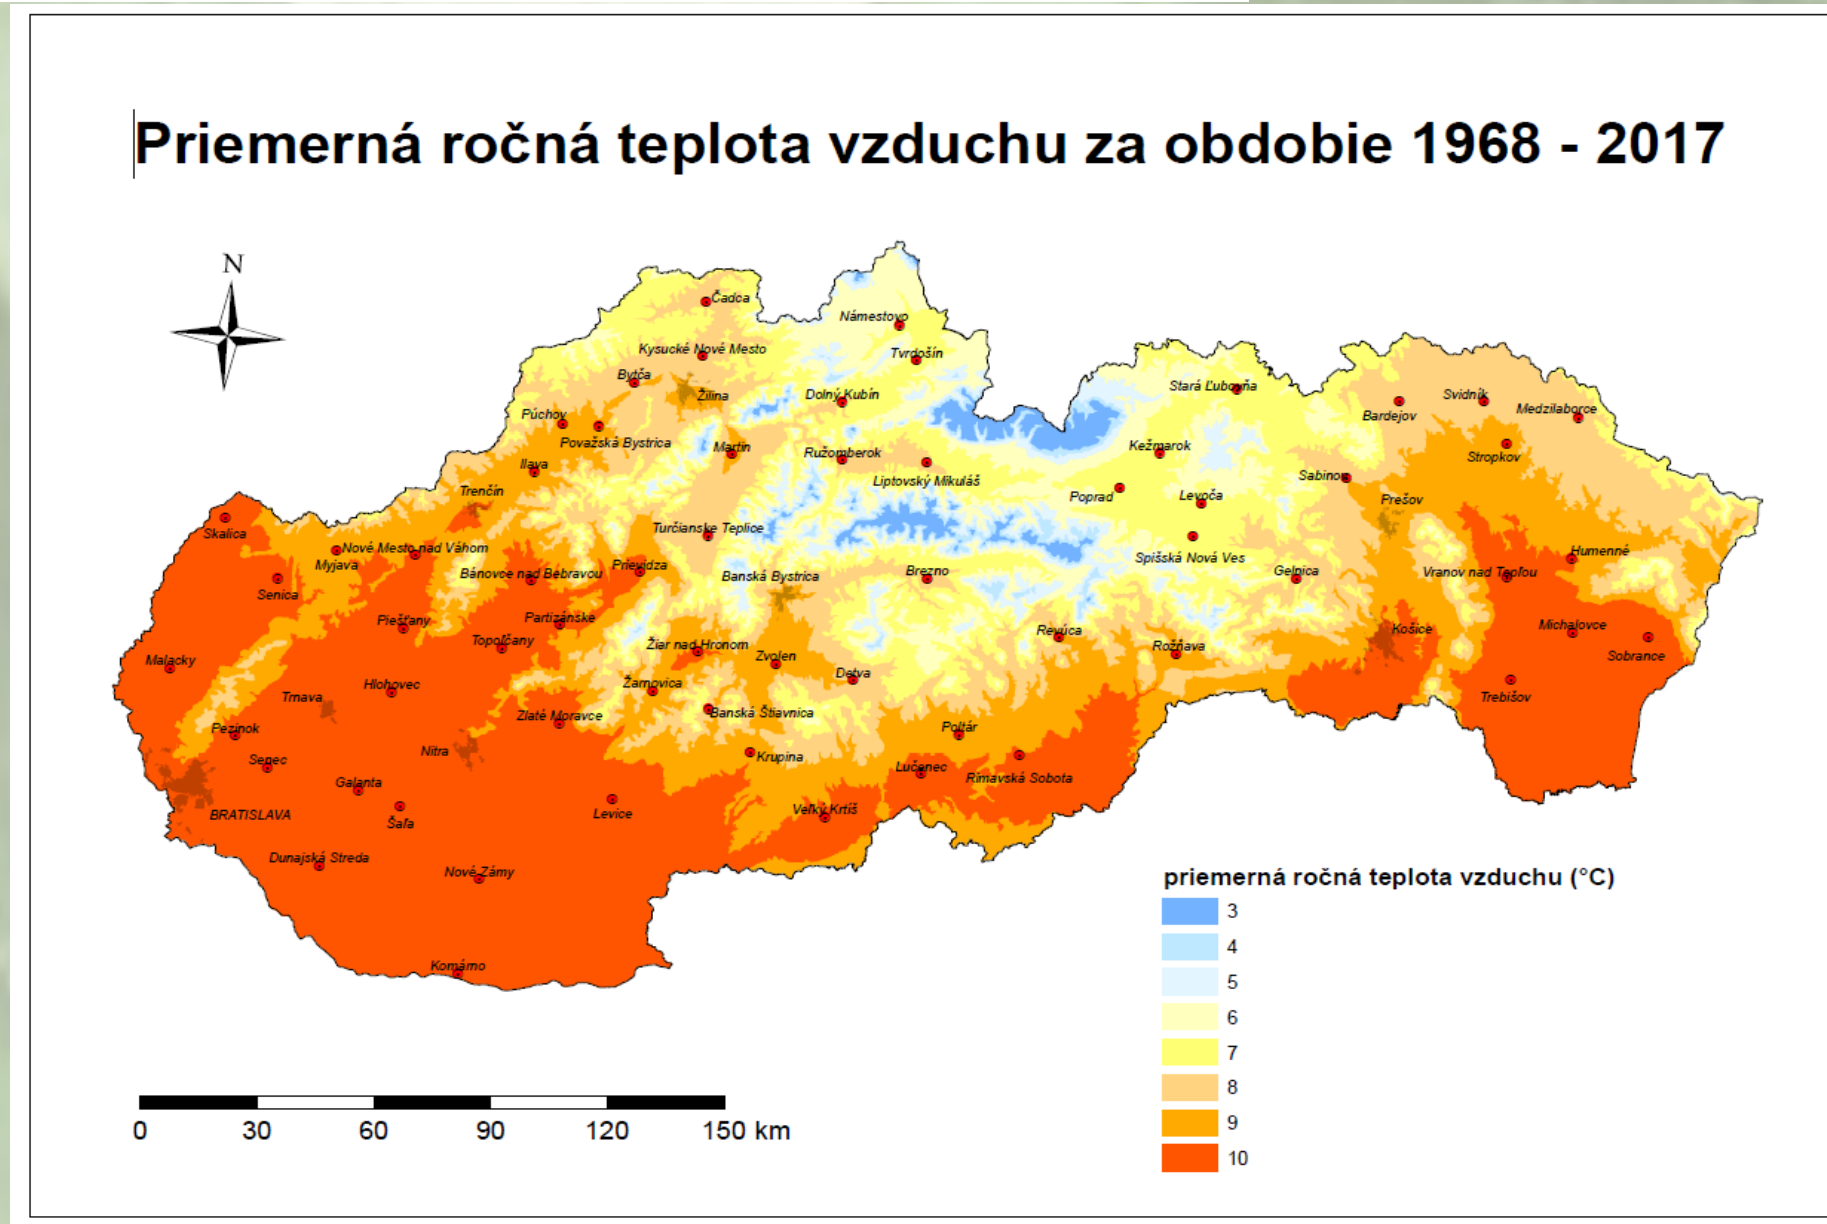 Priemerná ročná teplota vzduchu za obdobie 1968 - 2017
N
Čadca
Námestovo
Kysucké Nové Mesto
Tvrdošín
Bytča
Stará Ľubovňa
Žilina
Dolný Kubín
Svidník
Medzilaborce
Púchov
Bardejov
Považská Bystrica
Martin
Ružomberok
Kežmarok
Stropkov
Ilava
Liptovský Mikuláš
Sabinov
Trenčín
Poprad
Levoča
Prešov
Skalica
Turčianske Teplice
Nové Mesto nad Váhom
Humenné
Myjava
Prievidza
Spišská Nová Ves
Bánovce nad Bebravou
Banská Bystrica
Brezno
Gelnica
Vranov nad Topľou
Senica
Partizánske
Piešťany
Michalovce
Topoľčany
Revúca
Košice
Žiar nad Hronom
Rožňava
Zvolen
Sobrance
Malacky
Detva
Hlohovec
Žarnovica
Trnava
Trebišov
Zlaté Moravce
Banská Štiavnica
Pezinok
Poltár
Nitra
Krupina
Senec
Lučenec
Rimavská Sobota
Galanta
Veľký Krtíš
BRATISLAVA
Levice
Šaľa
Dunajská Streda
Nové Zámy
Komárno
priemerná ročná teplota vzduchu (°C)
3
4
5
6
7
8
9
10
0 30 60 90 120 150 km